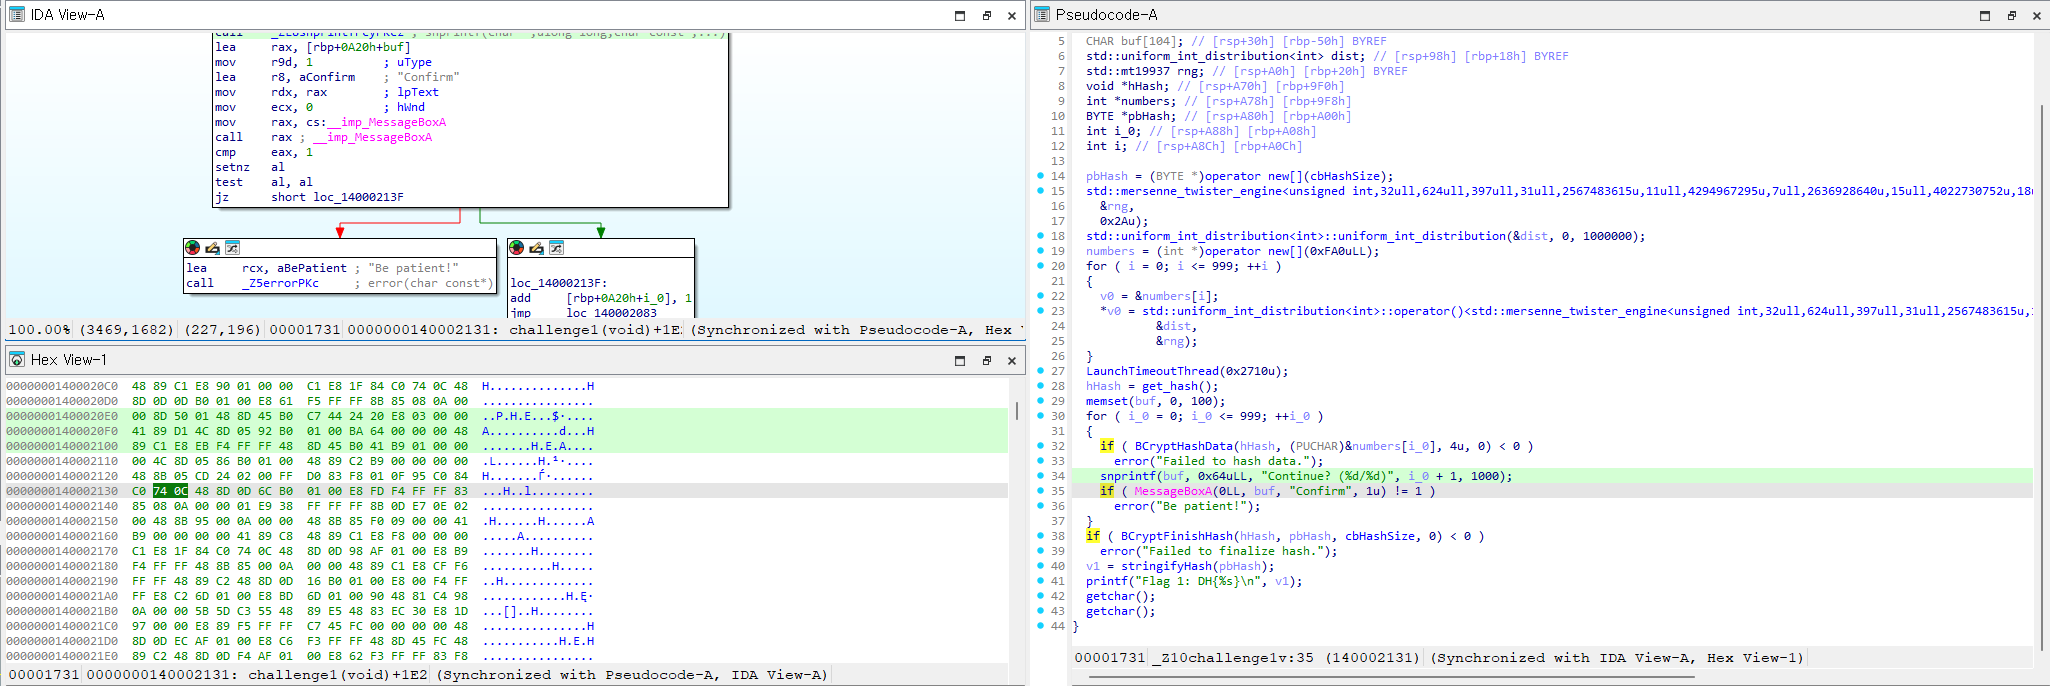 IDA View-A
lea rax, [rbp+0A20h+buf]
mov r9d, 1 ; uType
lea r8, aConfirm ; "Confirm"
mov rdx, rax ; lpText
mov ecx, 0 ; hWnd
mov rax, cs:__imp_MessageBoxA
call rax ; __imp_MessageBoxA
cmp eax, 1
setnz al
test al, al
jz short loc_14000213F
lea rcx, aBePatient ; "Be patient!"
call _Z5errorPKc ; error(char const*)
loc_14000213F:
add [rbp+0A20h+i_0], 1
jmp loc_140002083
100.00% (3469,1682) (227,196) 00001731 0000000140002131: challenge1(void)+1E2 (Synchronized with Pseudocode-A, Hex
Hex View-1
00000001400020C0 48 89 C1 E8 90 01 00 00 C1 E8 1F 84 C0 74 0C 48 H..............H
00000001400020D0 8D 0D 0D B0 01 00 E8 61 F5 FF FF 8B 85 08 0A 00 ................
00000001400020E0 00 8D 50 01 48 8D 45 B0 C7 44 24 20 E8 03 00 00 ..P.H.E...$·....
00000001400020F0 41 89 D1 4C 8D 05 92 B0 01 00 BA 64 00 00 00 48 A..........d...H
0000000140002100 89 C1 E8 EB F4 FF FF 48 8D 45 B0 41 B9 01 00 00 .......H.E.A....
0000000140002110 00 4C 8D 05 86 B0 01 00 48 89 C2 B9 00 00 00 00
0000000140002120 48 8B 05 CD 24 02 00 FF D0 83 F8 01 0F 95 C0 84
0000000140002130 C0 74 0C 48 8D 0D 6C B0 01 00 E8 FD F4 FF FF 83 ...H..l.........
0000000140002140 85 08 0A 00 00 01 E9 38 FF FF FF 8B 0D E7 0E 02 ................
0000000140002150 00 48 8B 95 00 0A 00 00 48 8B 85 F0 09 00 00 41 .H......H......A
0000000140002160 B9 00 00 00 00 41 89 C8 48 89 C1 E8 F8 00 00 00 .....A..........
0000000140002170 C1 E8 1F 84 C0 74 0C 48 8D 0D 98 AF 01 00 E8 B9 .......H........
0000000140002180 F4 FF FF 48 8B 85 00 0A 00 00 48 89 C1 E8 CF F6 ..........H.....
0000000140002190 FF FF 48 89 C2 48 8D 0D 16 B0 01 00 E8 00 F4 FF ..H..H..........
00000001400021A0 FF E8 C2 6D 01 00 E8 BD 6D 01 00 90 48 81 C4 98
00000001400021B0 0A 00 00 5B 5D C3 55 48 89 E5 48 83 EC 30 E8 1D ...[]..H........
00000001400021C0 97 00 00 E8 89 F5 FF FF C7 45 FC 00 00 00 00 48 ...............H
00000001400021D0 8D 0D EC AF 01 00 E8 C6 F3 FF FF 48 8D 45 FC 48 ...........H.E.H
00000001400021E0 89 C2 48 8D 0D F4 AF 01 00 E8 62 F3 FF FF 83 F8 ................
00001731 0000000140002131: challenge1(void)+1E2 (Synchronized with Pseudocode-A, IDA View-A)
Pseudocode-A
5 CHAR buf[104]; // [rsp+30h] [rbp-50h] BYREF
6 std::uniform_int_distribution<int> dist; // [rsp+98h] [rbp+18h] BYREF
7 std::mt19937 rng; // [rsp+A0h] [rbp+20h] BYREF
8 void *hHash; // [rsp+A70h] [rbp+9F0h]
9 int *numbers; // [rsp+A78h] [rbp+9F8h]
10 BYTE *pbHash; // [rsp+A80h] [rbp+A00h]
11 int i_0; // [rsp+A88h] [rbp+A08h]
12 int i; // [rsp+A8Ch] [rbp+A0Ch]
13
14 pbHash = (BYTE *)operator new[](cbHashSize);
15 std::mersenne_twister_engine<unsigned int,32ull,624ull,397ull,31ull,2567483615u,11ull,4294967295u,7ull,2636928640u,15ull,4022730752u,18u
16 &rng,
17 0x2Au);
18 std::uniform_int_distribution<int>::uniform_int_distribution(&dist, 0, 1000000);
19 numbers = (int *)operator new[](0xFA0uLL);
20 for ( i = 0; i <= 999; ++i )
21 {
22 v0 = &numbers[i];
23 *v0 = std::uniform_int_distribution<int>::operator()<std::mersenne_twister_engine<unsigned int,32ull,624ull,397ull,31ull,2567483615u,
24 &dist,
25 &rng);
26 }
27 LaunchTimeoutThread(0x2710u);
28 hHash = get_hash();
29 memset(buf, 0, 100);
30 for ( i_0 = 0; i_0 <= 999; ++i_0 )
31 {
32 if ( BCryptHashData(hHash, (PUCHAR)&numbers[i_0], 4u, 0) < 0 )
33 error("Failed to hash data.");
34 snprintf(buf, 0x64uLL, "Continue? (%d/%d)", i_0 + 1, 1000);
35 if ( MessageBoxA(0LL, buf, "Confirm", 1u) != 1 )
36 error("Be patient!");
37 }
38 if ( BCryptFinishHash(hHash, pbHash, cbHashSize, 0) < 0 )
39 error("Failed to finalize hash.");
40 v1 = stringifyHash(pbHash);
41 printf("Flag 1: DH{%s}\n", v1);
42 getchar();
43 getchar();
44 }
00001731 _Z10challenge1v:35 (140002131) (Synchronized with IDA View-A, Hex View-1)